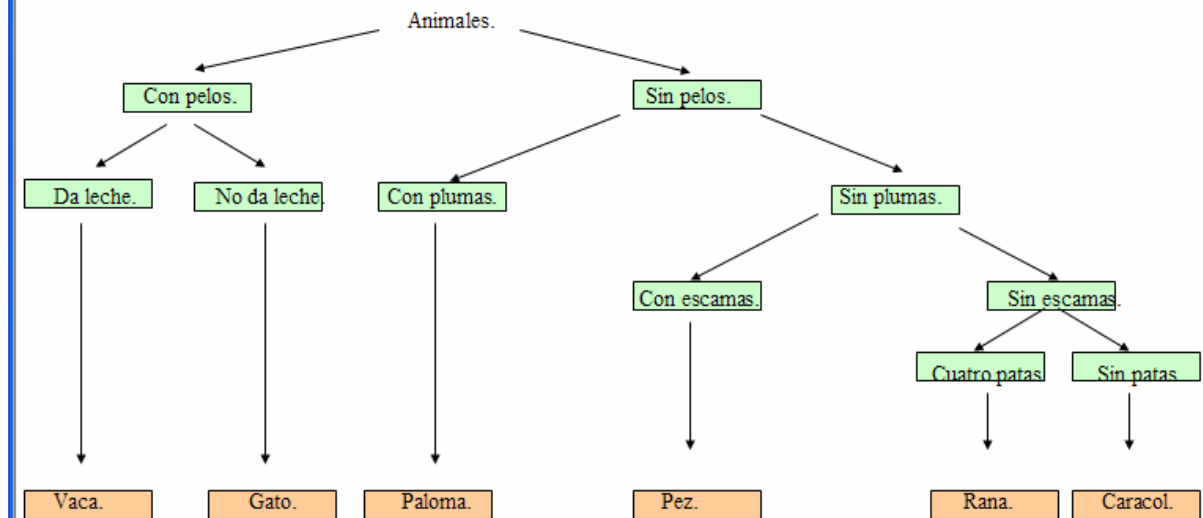 Animales.
Con pelos.
Sin pelos.
Da leche.
No da leche.
Con plumas.
Sin plumas.
Con escamas.
Sin escamas.
Cuatro patas
Sin patas
Vaca.
Gato.
Paloma.
Pez.
Rana.
Caracol.